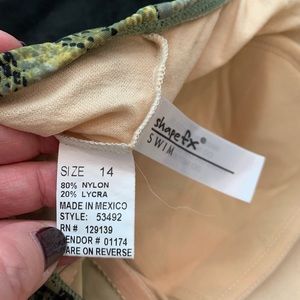 shapefx
SWIM
SIZE 14
80% NYLON
20% LYCRA
MADE IN MEXICO
STYLE: 53492
RN# 129139
VENDOR # 01174
CARE ON REVERSE